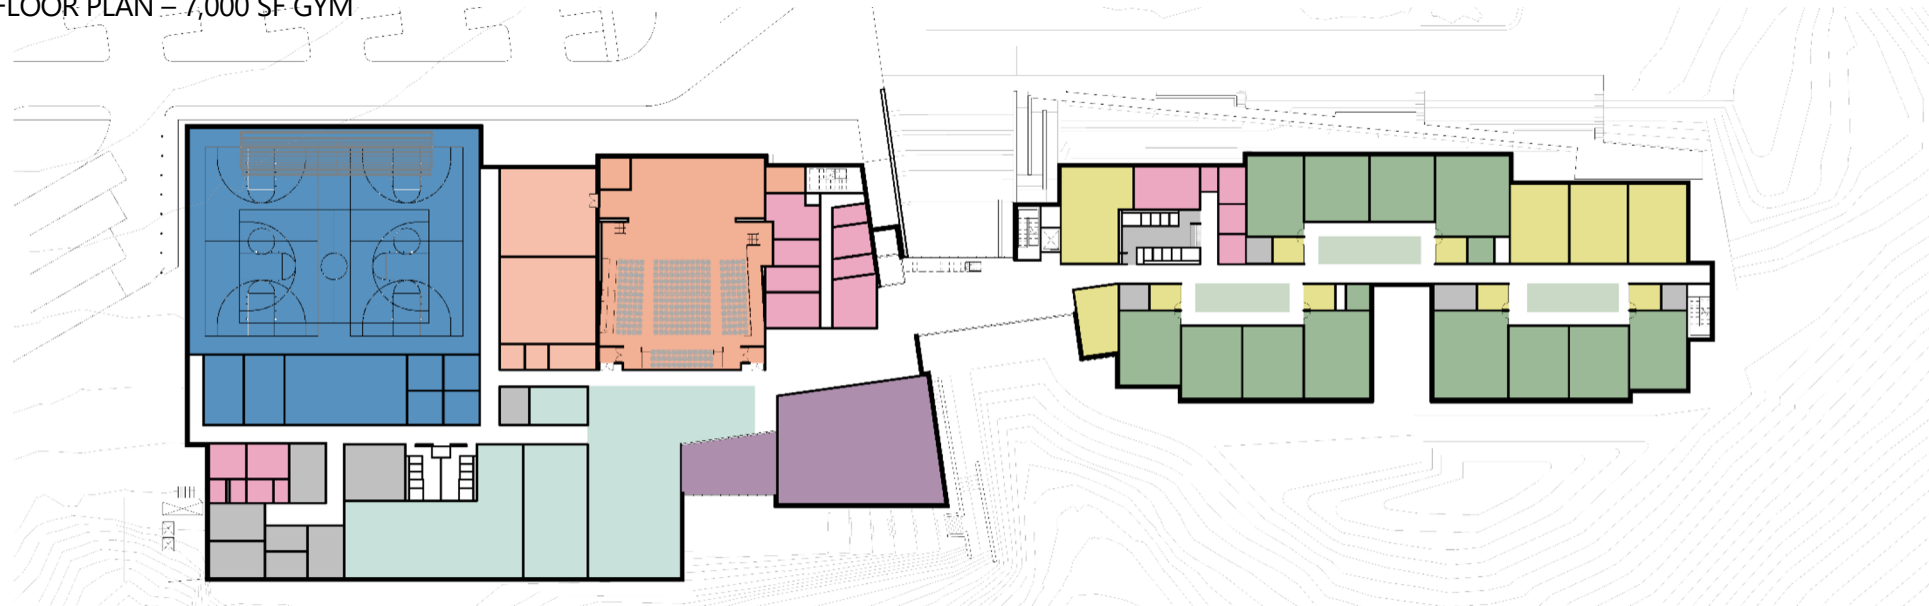 FLOOR PLAN – 7,000 SF GYM